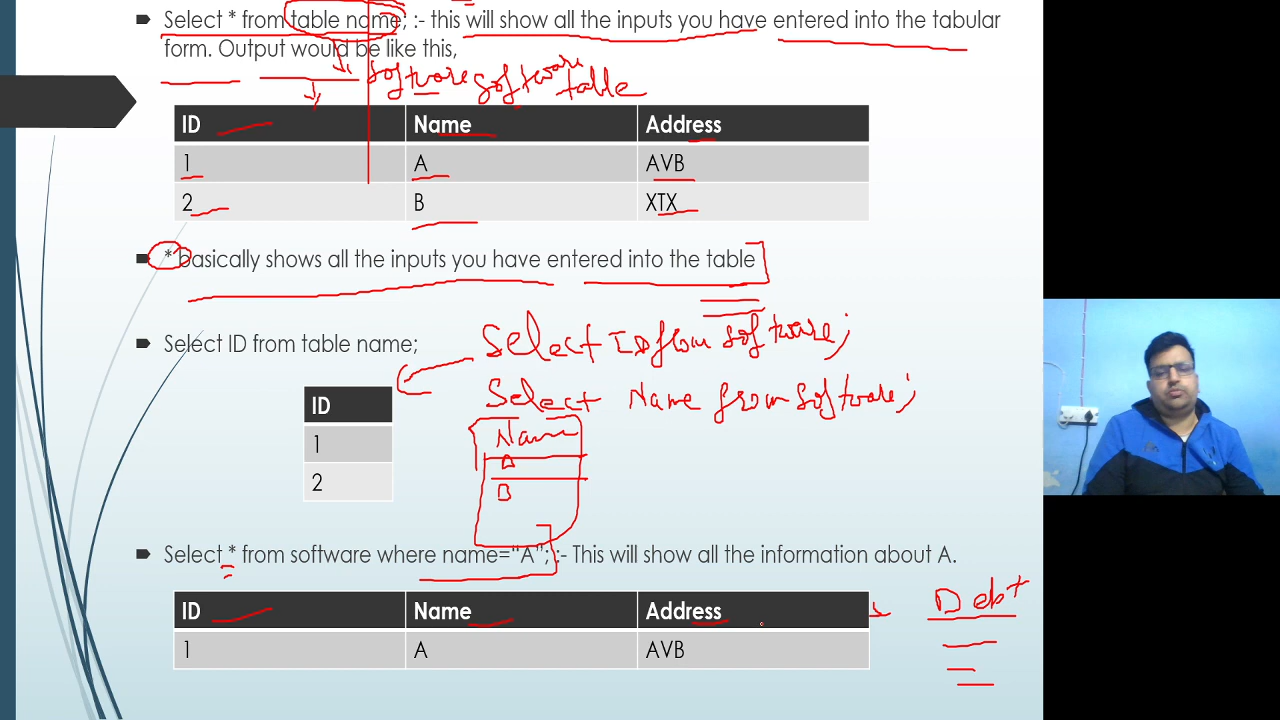 Select * from table name; :- this will show all the inputs you have entered into the tabular
form. Output would be like this,
software software
table
ID Name Address
1 A AVB
2 B XTX
* basically shows all the inputs you have entered into the table
Select ID from software;
Select ID from table name;
Select Name from software;
ID
1
2
Name
A
B
Select * from software where name="A"; :- This will show all the information about A.
Debt
ID Name Address
1 A AVB